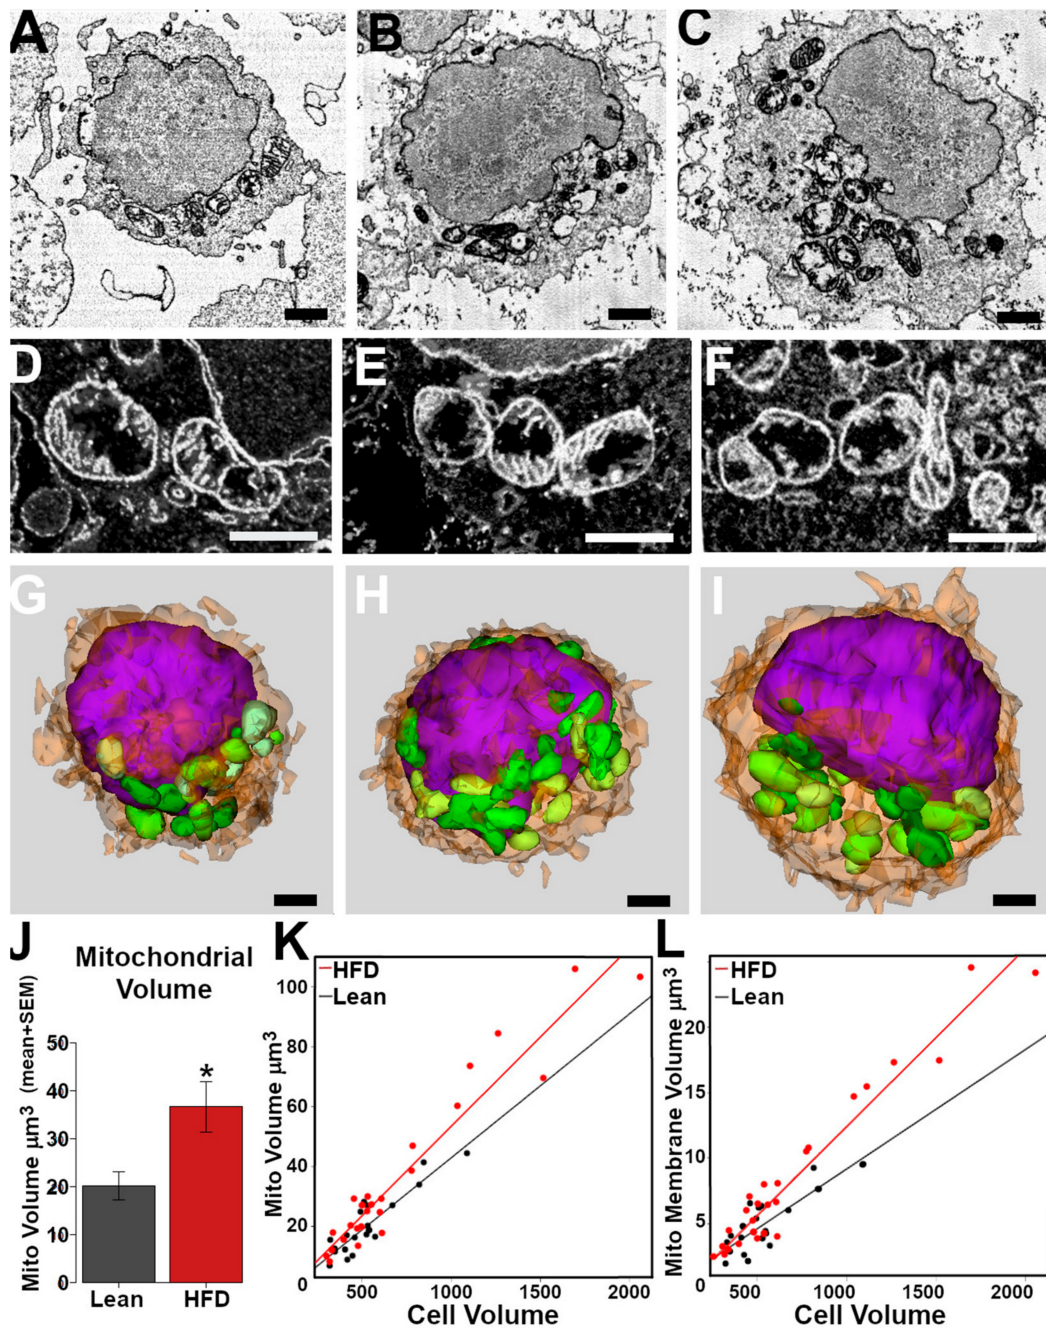 A
B
C
D
E
F
G
H
I
J
Mitochondrial
Volume
Mito Volume μm³ (mean+SEM)
50
40
30
20
10
0
Lean
HFD
*
K
HFD
Lean
Mito Volume μm³
100
80
60
40
20
0
500
1000
1500
2000
Cell Volume
L
HFD
Lean
Mito Membrane Volume μm³
20
15
10
5
0
500
1000
1500
2000
Cell Volume